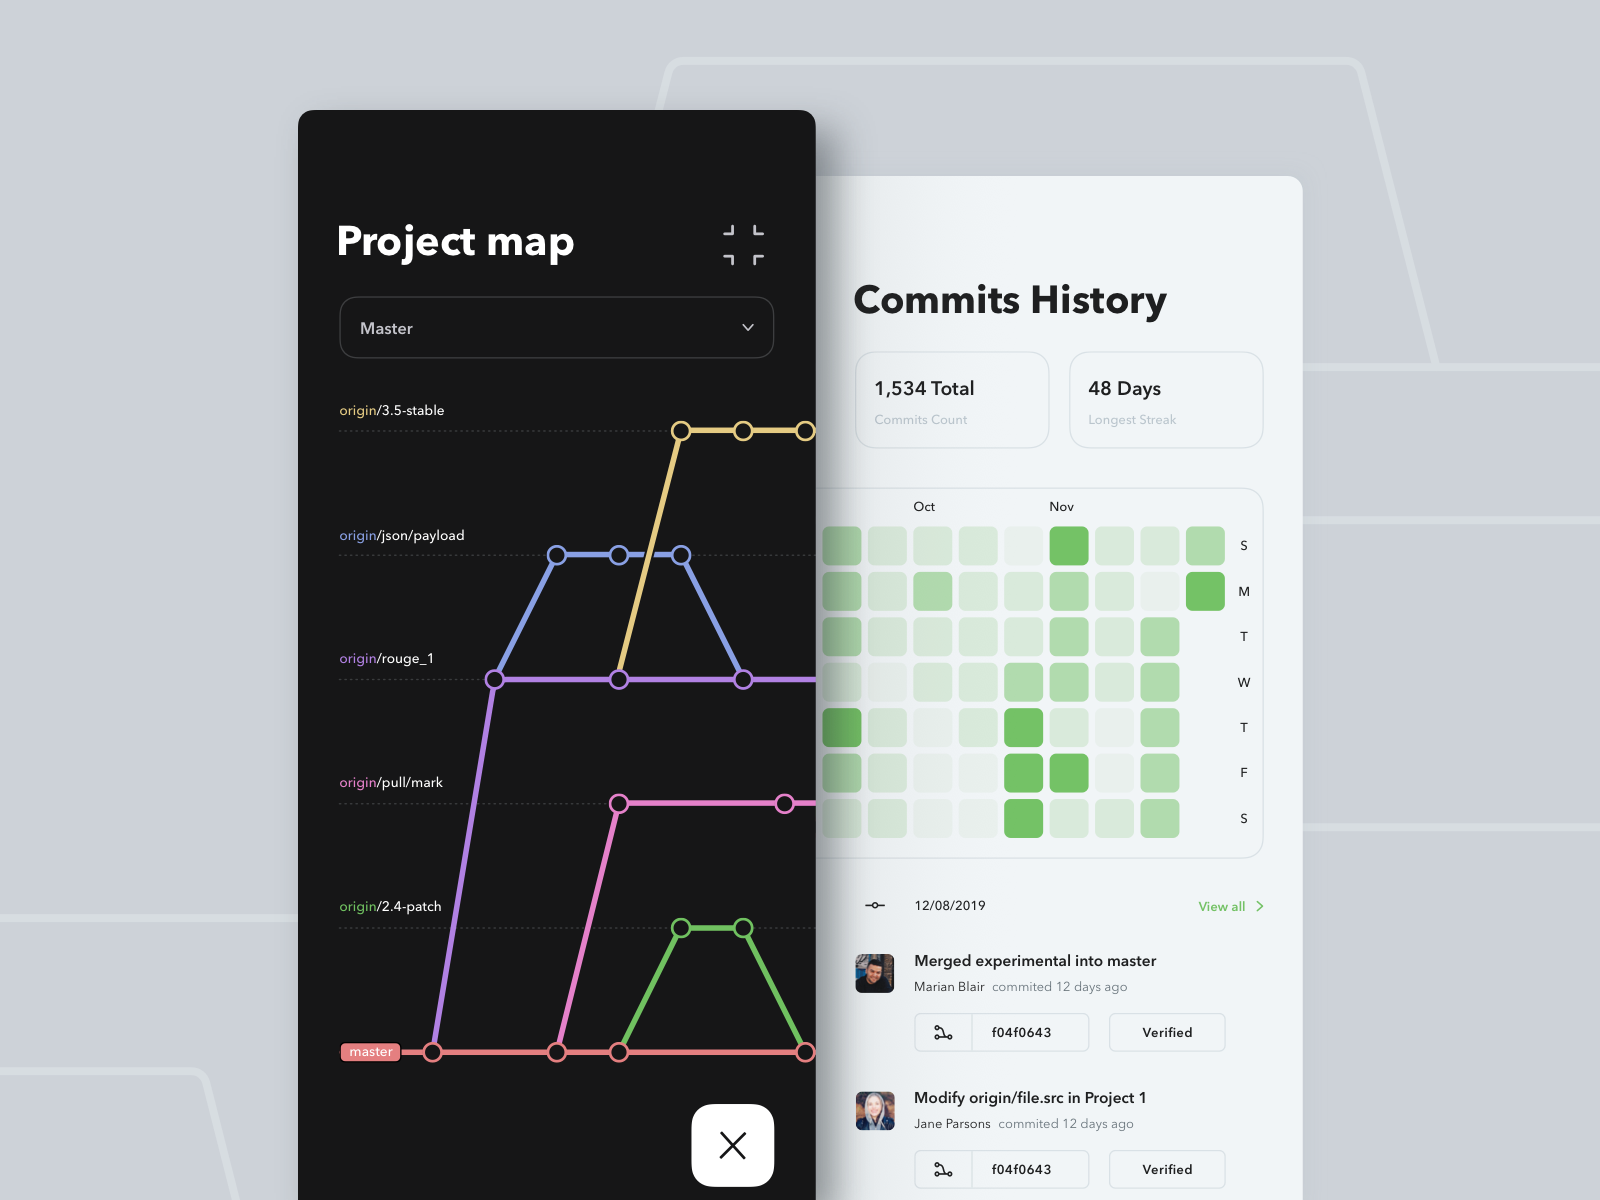 Project map
Master
origin/3.5-stable
origin/json/payload
origin/rouge_1
origin/pull/mark
origin/2.4-patch
master
Commits History
1,534 Total
Commits Count
48 Days
Longest Streak
Oct
Nov
S
M
T
W
T
F
S
12/08/2019
View all
Merged experimental into master
Marian Blair commited 12 days ago
f04f0643
Verified
Modify origin/file.src in Project 1
Jane Parsons commited 12 days ago
f04f0643
Verified